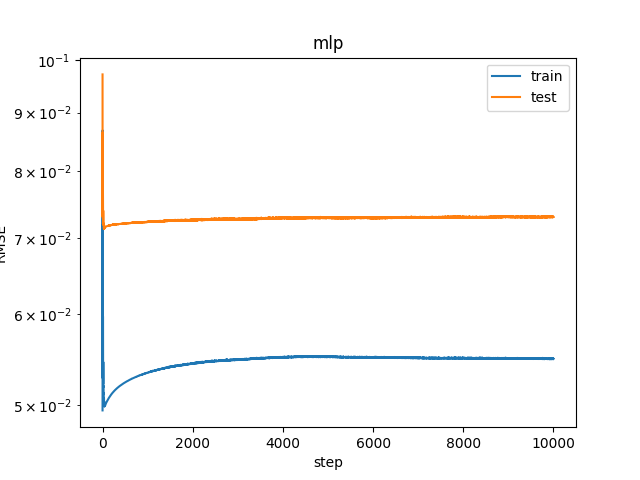 mlp
10^-1
train
test
9 × 10^-2
8 × 10^-2
7 × 10^-2
RMSE
6 × 10^-2
5 × 10^-2
0 2000 4000 6000 8000 10000
step